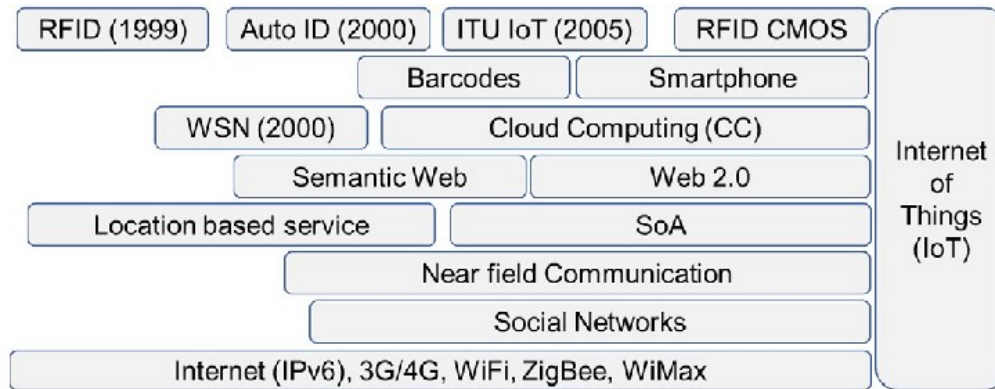 RFID (1999)
Auto ID (2000)
ITU IoT (2005)
RFID CMOS
Barcodes
Smartphone
WSN (2000)
Cloud Computing (CC)
Semantic Web
Web 2.0
Location based service
SoA
Near field Communication
Social Networks
Internet (IPv6), 3G/4G, WiFi, ZigBee, WiMax
Internet
of
Things
(IoT)